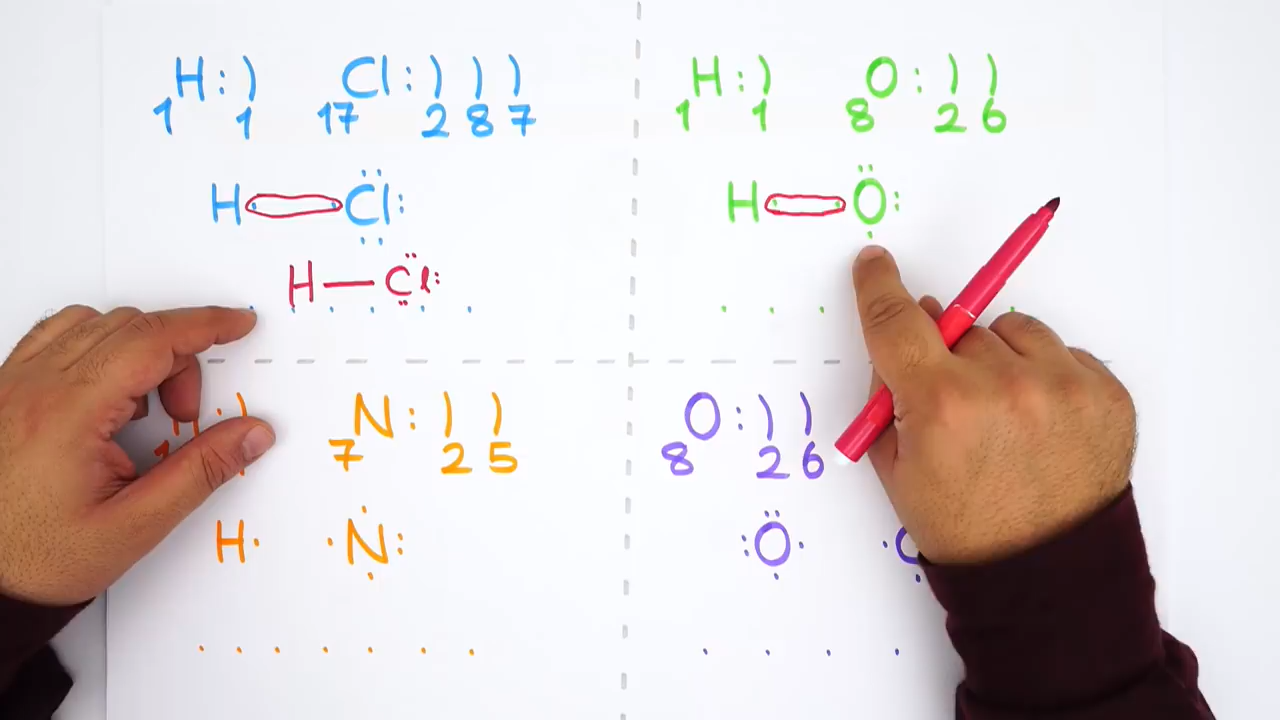 H : ) Cl : ) ) )
1 1 17 2 8 7
H Cl
H — Cl
H : ) O : ) )
1 1 8 2 6
H O
N : ) )
7 2 5
H· ·N:
O : ) )
8 2 6
:O·